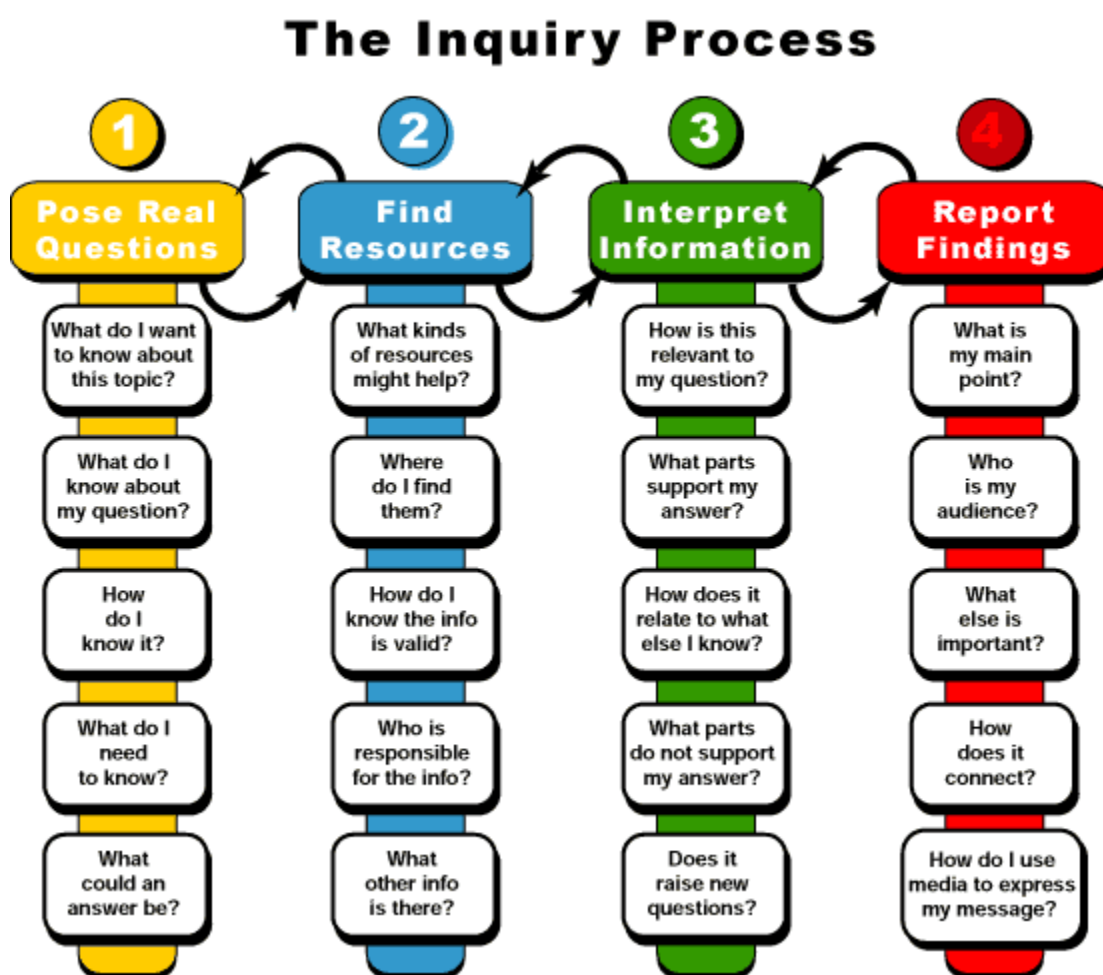 The Inquiry Process
1
Pose Real
Questions
What do I want
to know about
this topic?
What do I
know about
my question?
How
do I
know it?
What do I
need
to know?
What
could an
answer be?
2
Find
Resources
What kinds
of resources
might help?
Where
do I find
them?
How do I
know the info
is valid?
Who is
responsible
for the info?
What
other info
is there?
3
Interpret
Information
How is this
relevant to
my question?
What parts
support my
answer?
How does it
relate to what
else I know?
What parts
do not support
my answer?
Does it
raise new
questions?
4
Report
Findings
What is
my main
point?
Who
is my
audience?
What
else is
important?
How
does it
connect?
How do I use
media to express
my message?